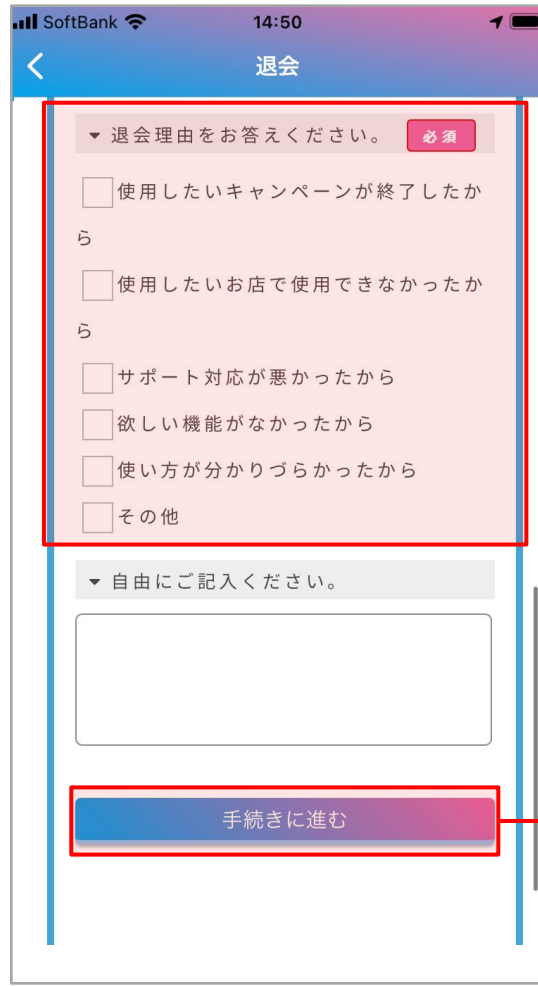 SoftBank 14:50
退会
退会理由をお答えください。 必須
使用したいキャンペーンが終了したか
ら
使用したいお店で使用できなかったか
ら
サポート対応が悪かったから
欲しい機能がなかったから
使い方が分かりづらかったから
その他
自由にご記入ください。
手続きに進む